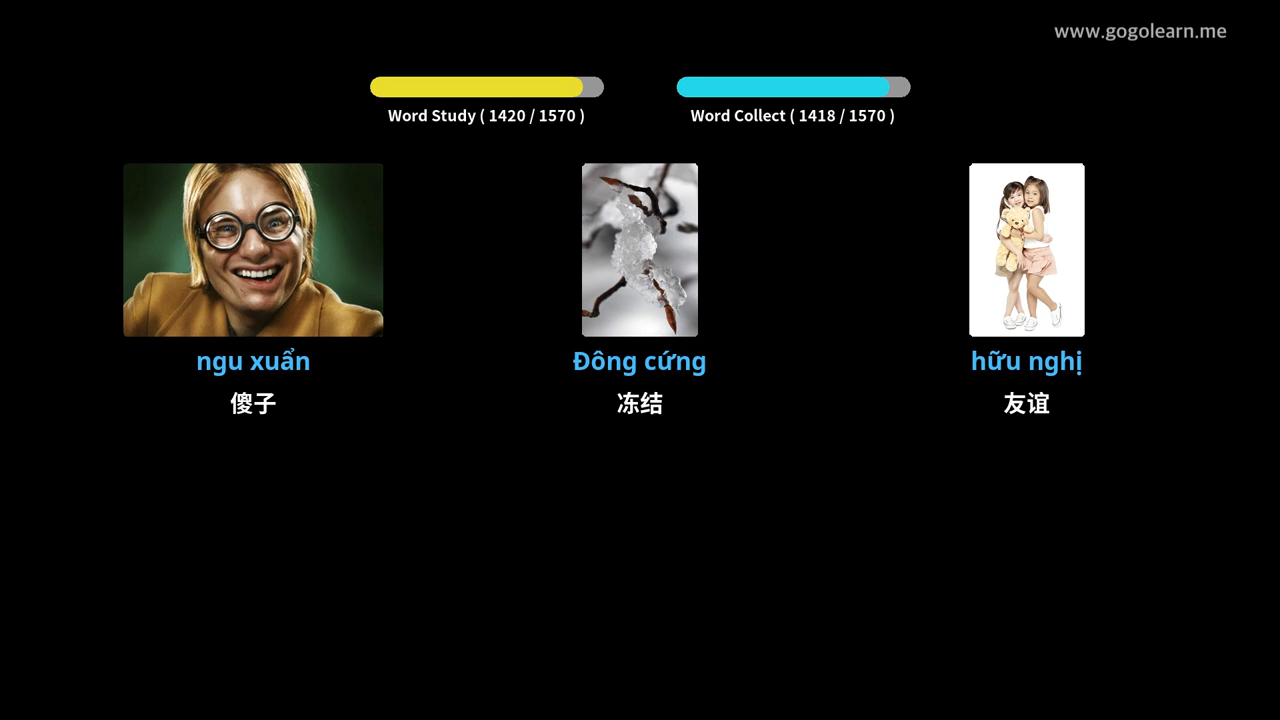 www.gogolearn.me
Word Study ( 1420 / 1570 )
Word Collect ( 1418 / 1570 )
ngu xuẩn
Đông cứng
hữu nghị
傻子
冻结
友谊